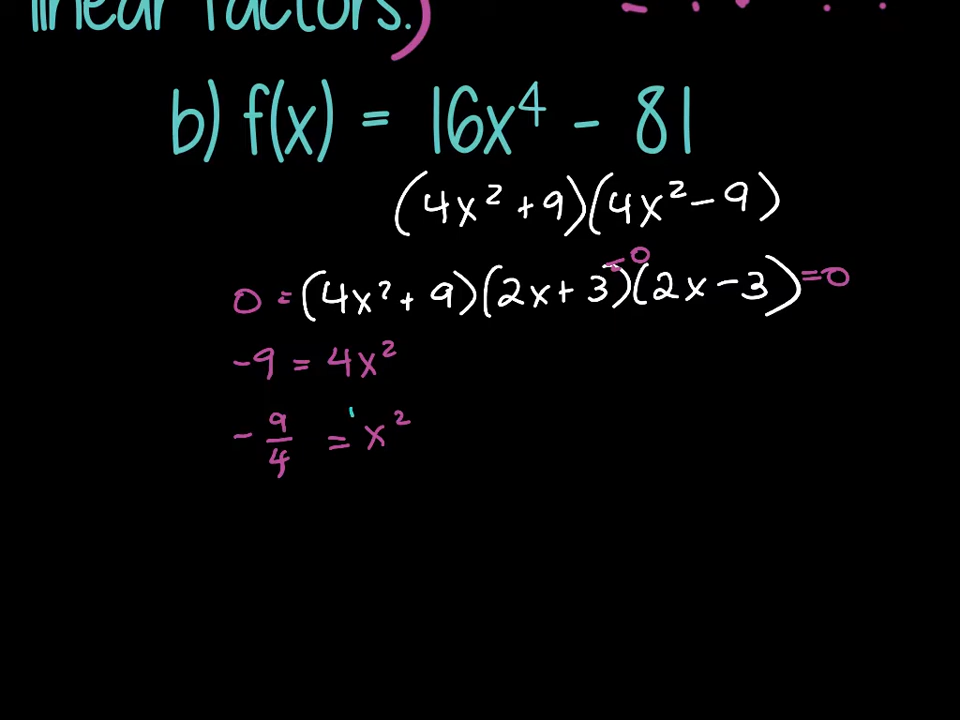 linear factors.)
b) f(x) = 16x⁴ - 81
(4x² + 9)(4x² - 9)
0 = (4x² + 9)(2x + 3)(2x - 3) = 0
= 0
-9 = 4x²
-9/4 = x²